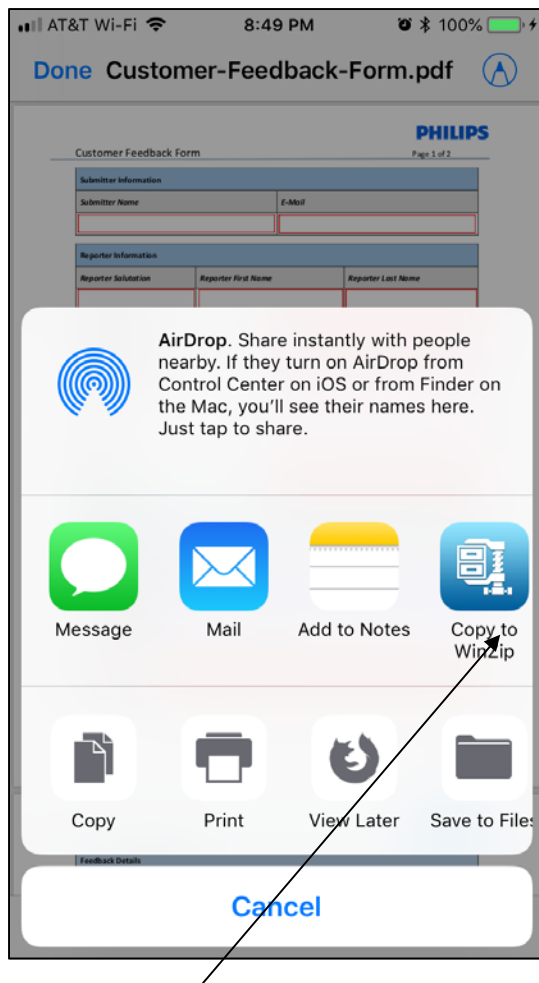 AT&T Wi-Fi 8:49 PM 100%
Done Customer-Feedback-Form.pdf
PHILIPS
Customer Feedback Form Page 1 of 2
Submitter Information
Submitter Name E-Mail
Reporter Information
Reporter Salutation Reporter First Name Reporter Last Name
AirDrop. Share instantly with people
nearby. If they turn on AirDrop from
Control Center on iOS or from Finder on
the Mac, you'll see their names here.
Just tap to share.
Message Mail Add to Notes Copy to
WinZip
Copy Print View Later Save to Files
Feedback Details
Cancel